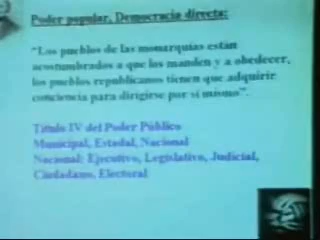 Poder popular, Democracia directa:
"Los pueblos de las monarquías están
acostumbrados a que los manden y a obedecer,
los pueblos republicanos tienen que adquirir
conciencia para dirigirse por sí mismo".
Título IV del Poder Público
Municipal, Estadal, Nacional
Nacional: Ejecutivo, Legislativo, Judicial,
Ciudadano, Electoral